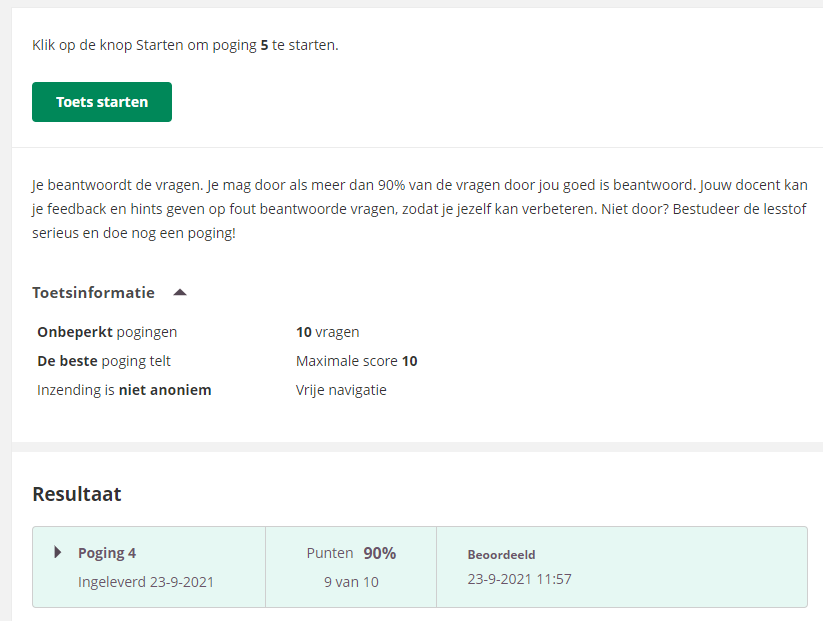 Klik op de knop Starten om poging 5 te starten.
Toets starten
Je beantwoordt de vragen. Je mag door als meer dan 90% van de vragen door jou goed is beantwoord. Jouw docent kan
je feedback en hints geven op fout beantwoorde vragen, zodat je jezelf kan verbeteren. Niet door? Bestudeer de lesstof
serieus en doe nog een poging!
Toetsinformatie
Onbeperkt pogingen
10 vragen
De beste poging telt
Maximale score 10
Inzending is niet anoniem
Vrije navigatie
Resultaat
Poging 4
Ingeleverd 23-9-2021
Punten 90%
9 van 10
Beoordeeld
23-9-2021 11:57